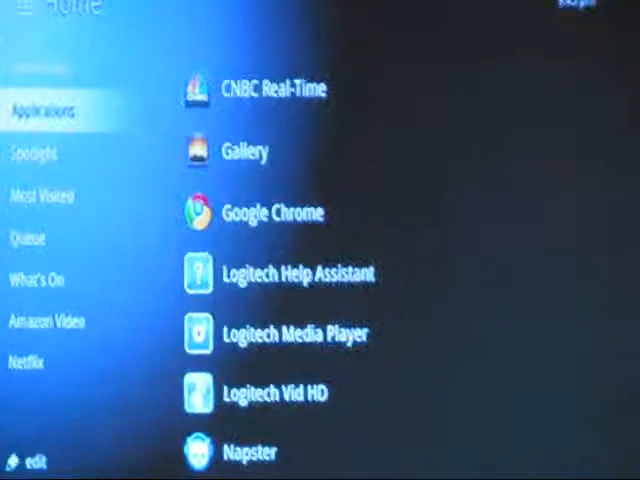 Home
Applications
Spotlight
Most Visited
Queue
What's On
Amazon Video
Netflix
edit
CNBC Real-Time
Gallery
Google Chrome
Logitech Help Assistant
Logitech Media Player
Logitech Vid HD
Napster